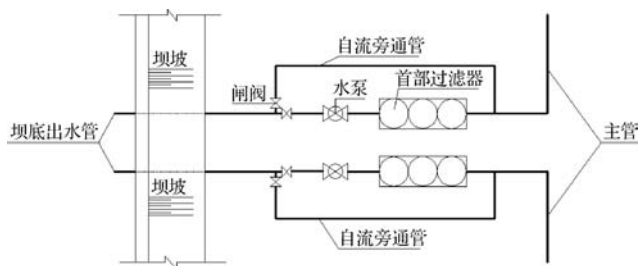 自流旁通管
坝坡
首部过滤器
水泵
闸阀
坝底出水管
主管
坝坡
自流旁通管